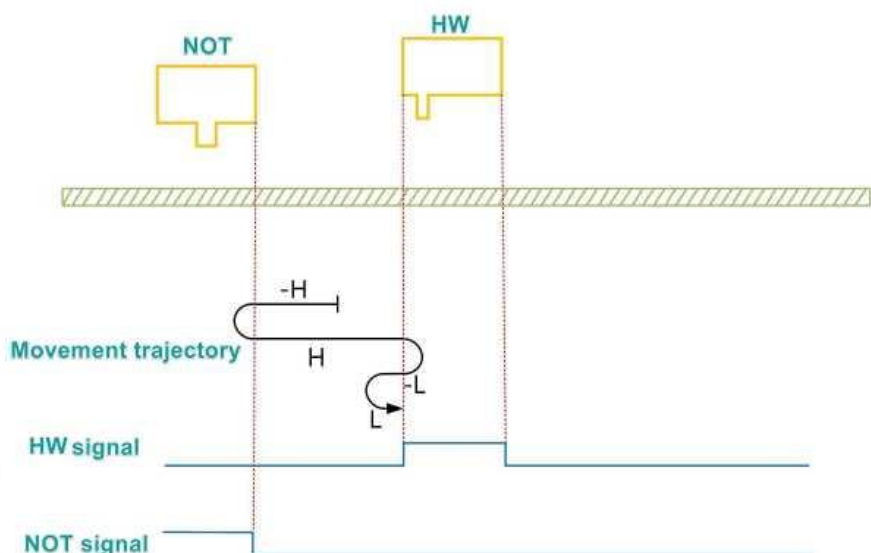 NOT
HW
-H
Movement trajectory
H
-L
L
HW signal
NOT signal